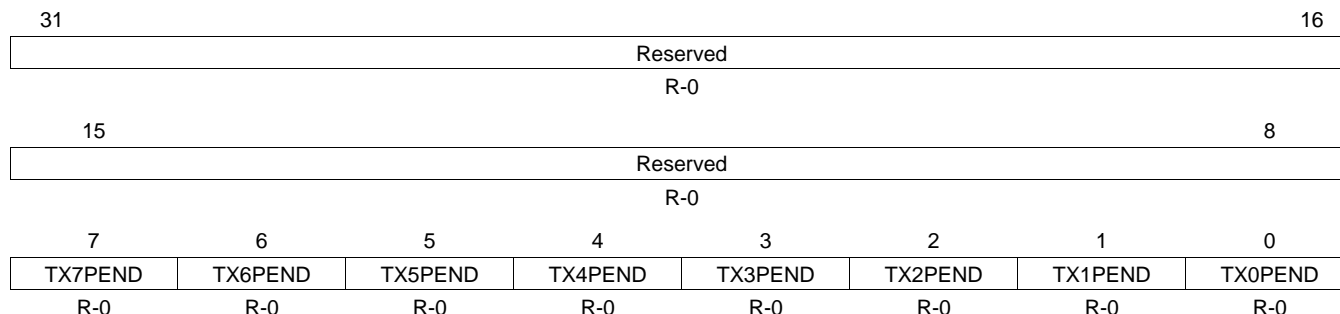 31 16
Reserved
R-0
15 8
Reserved
R-0
7 6 5 4 3 2 1 0
TX7PEND TX6PEND TX5PEND TX4PEND TX3PEND TX2PEND TX1PEND TX0PEND
R-0 R-0 R-0 R-0 R-0 R-0 R-0 R-0